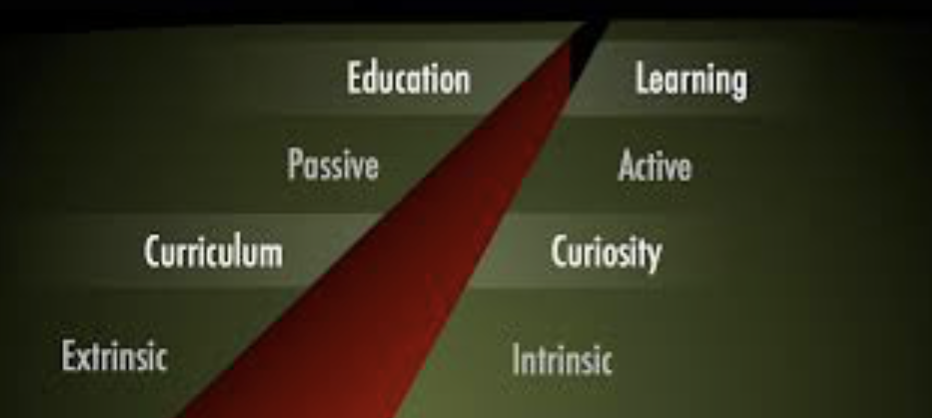 Education Learning
Passive Active
Curriculum Curiosity
Extrinsic Intrinsic